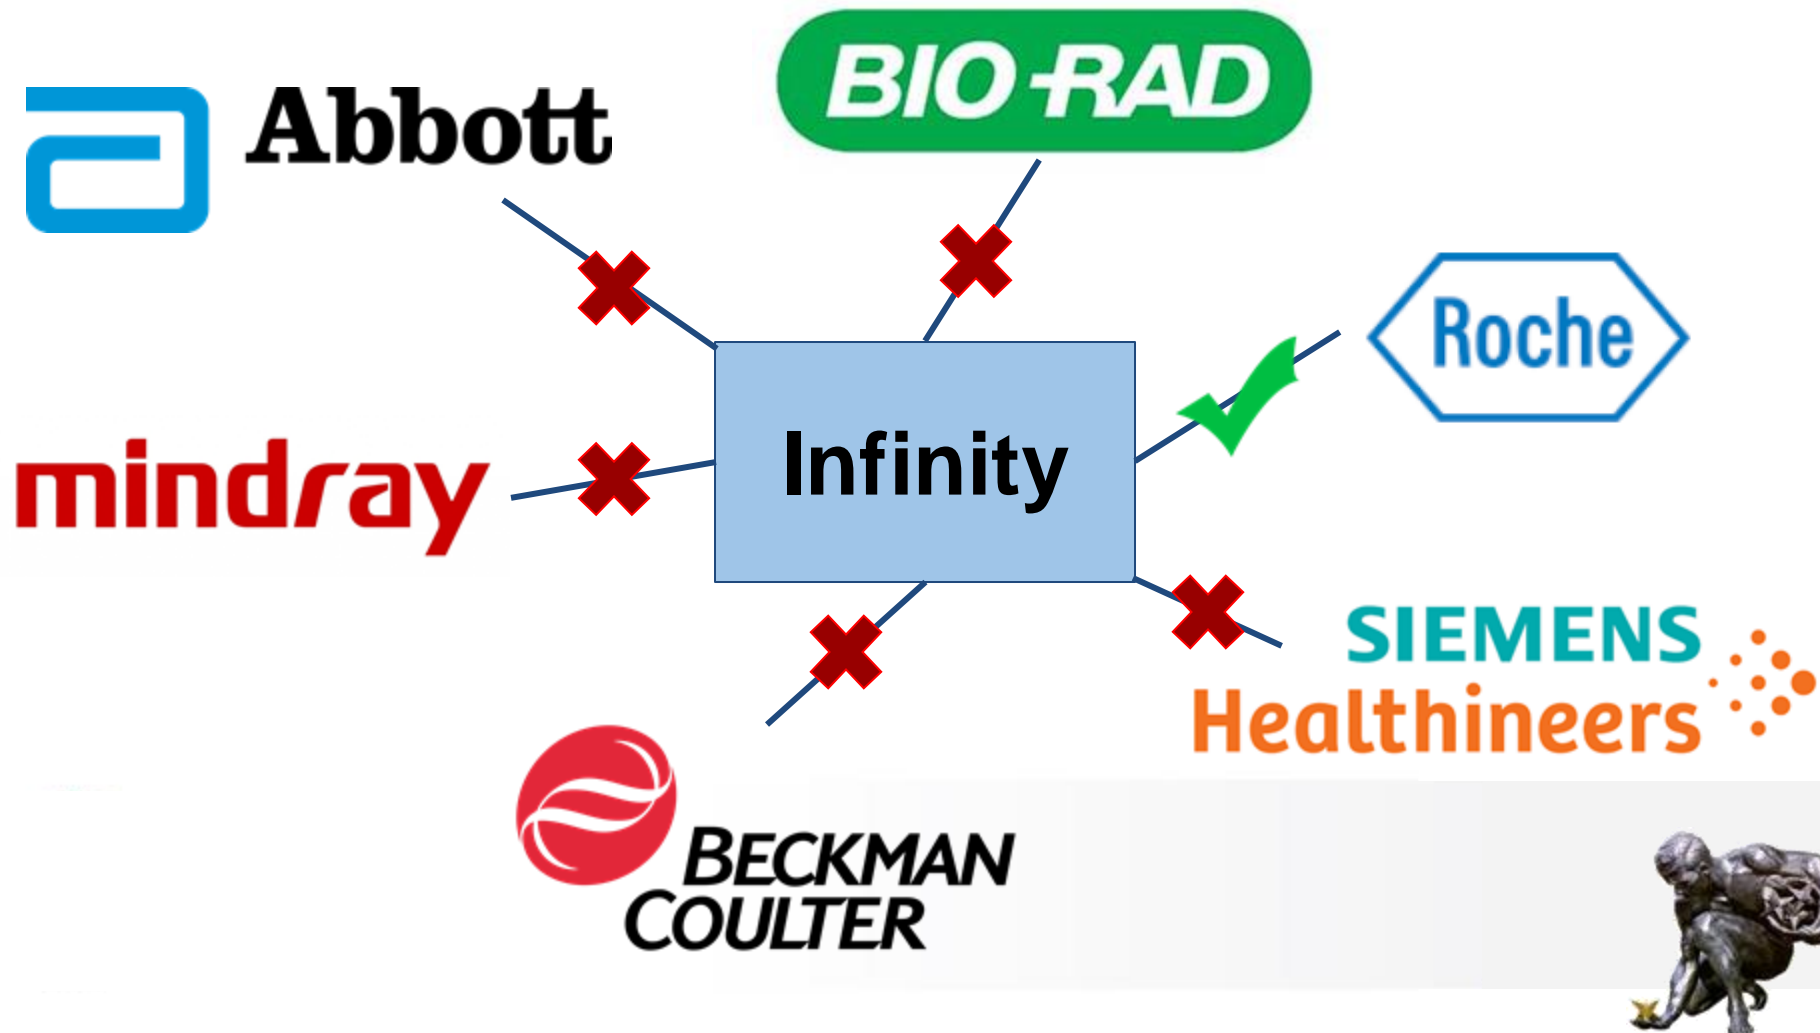 BIO-RAD
Abbott
Roche
Infinity
mindray
SIEMENS
Healthineers
BECKMAN
COULTER